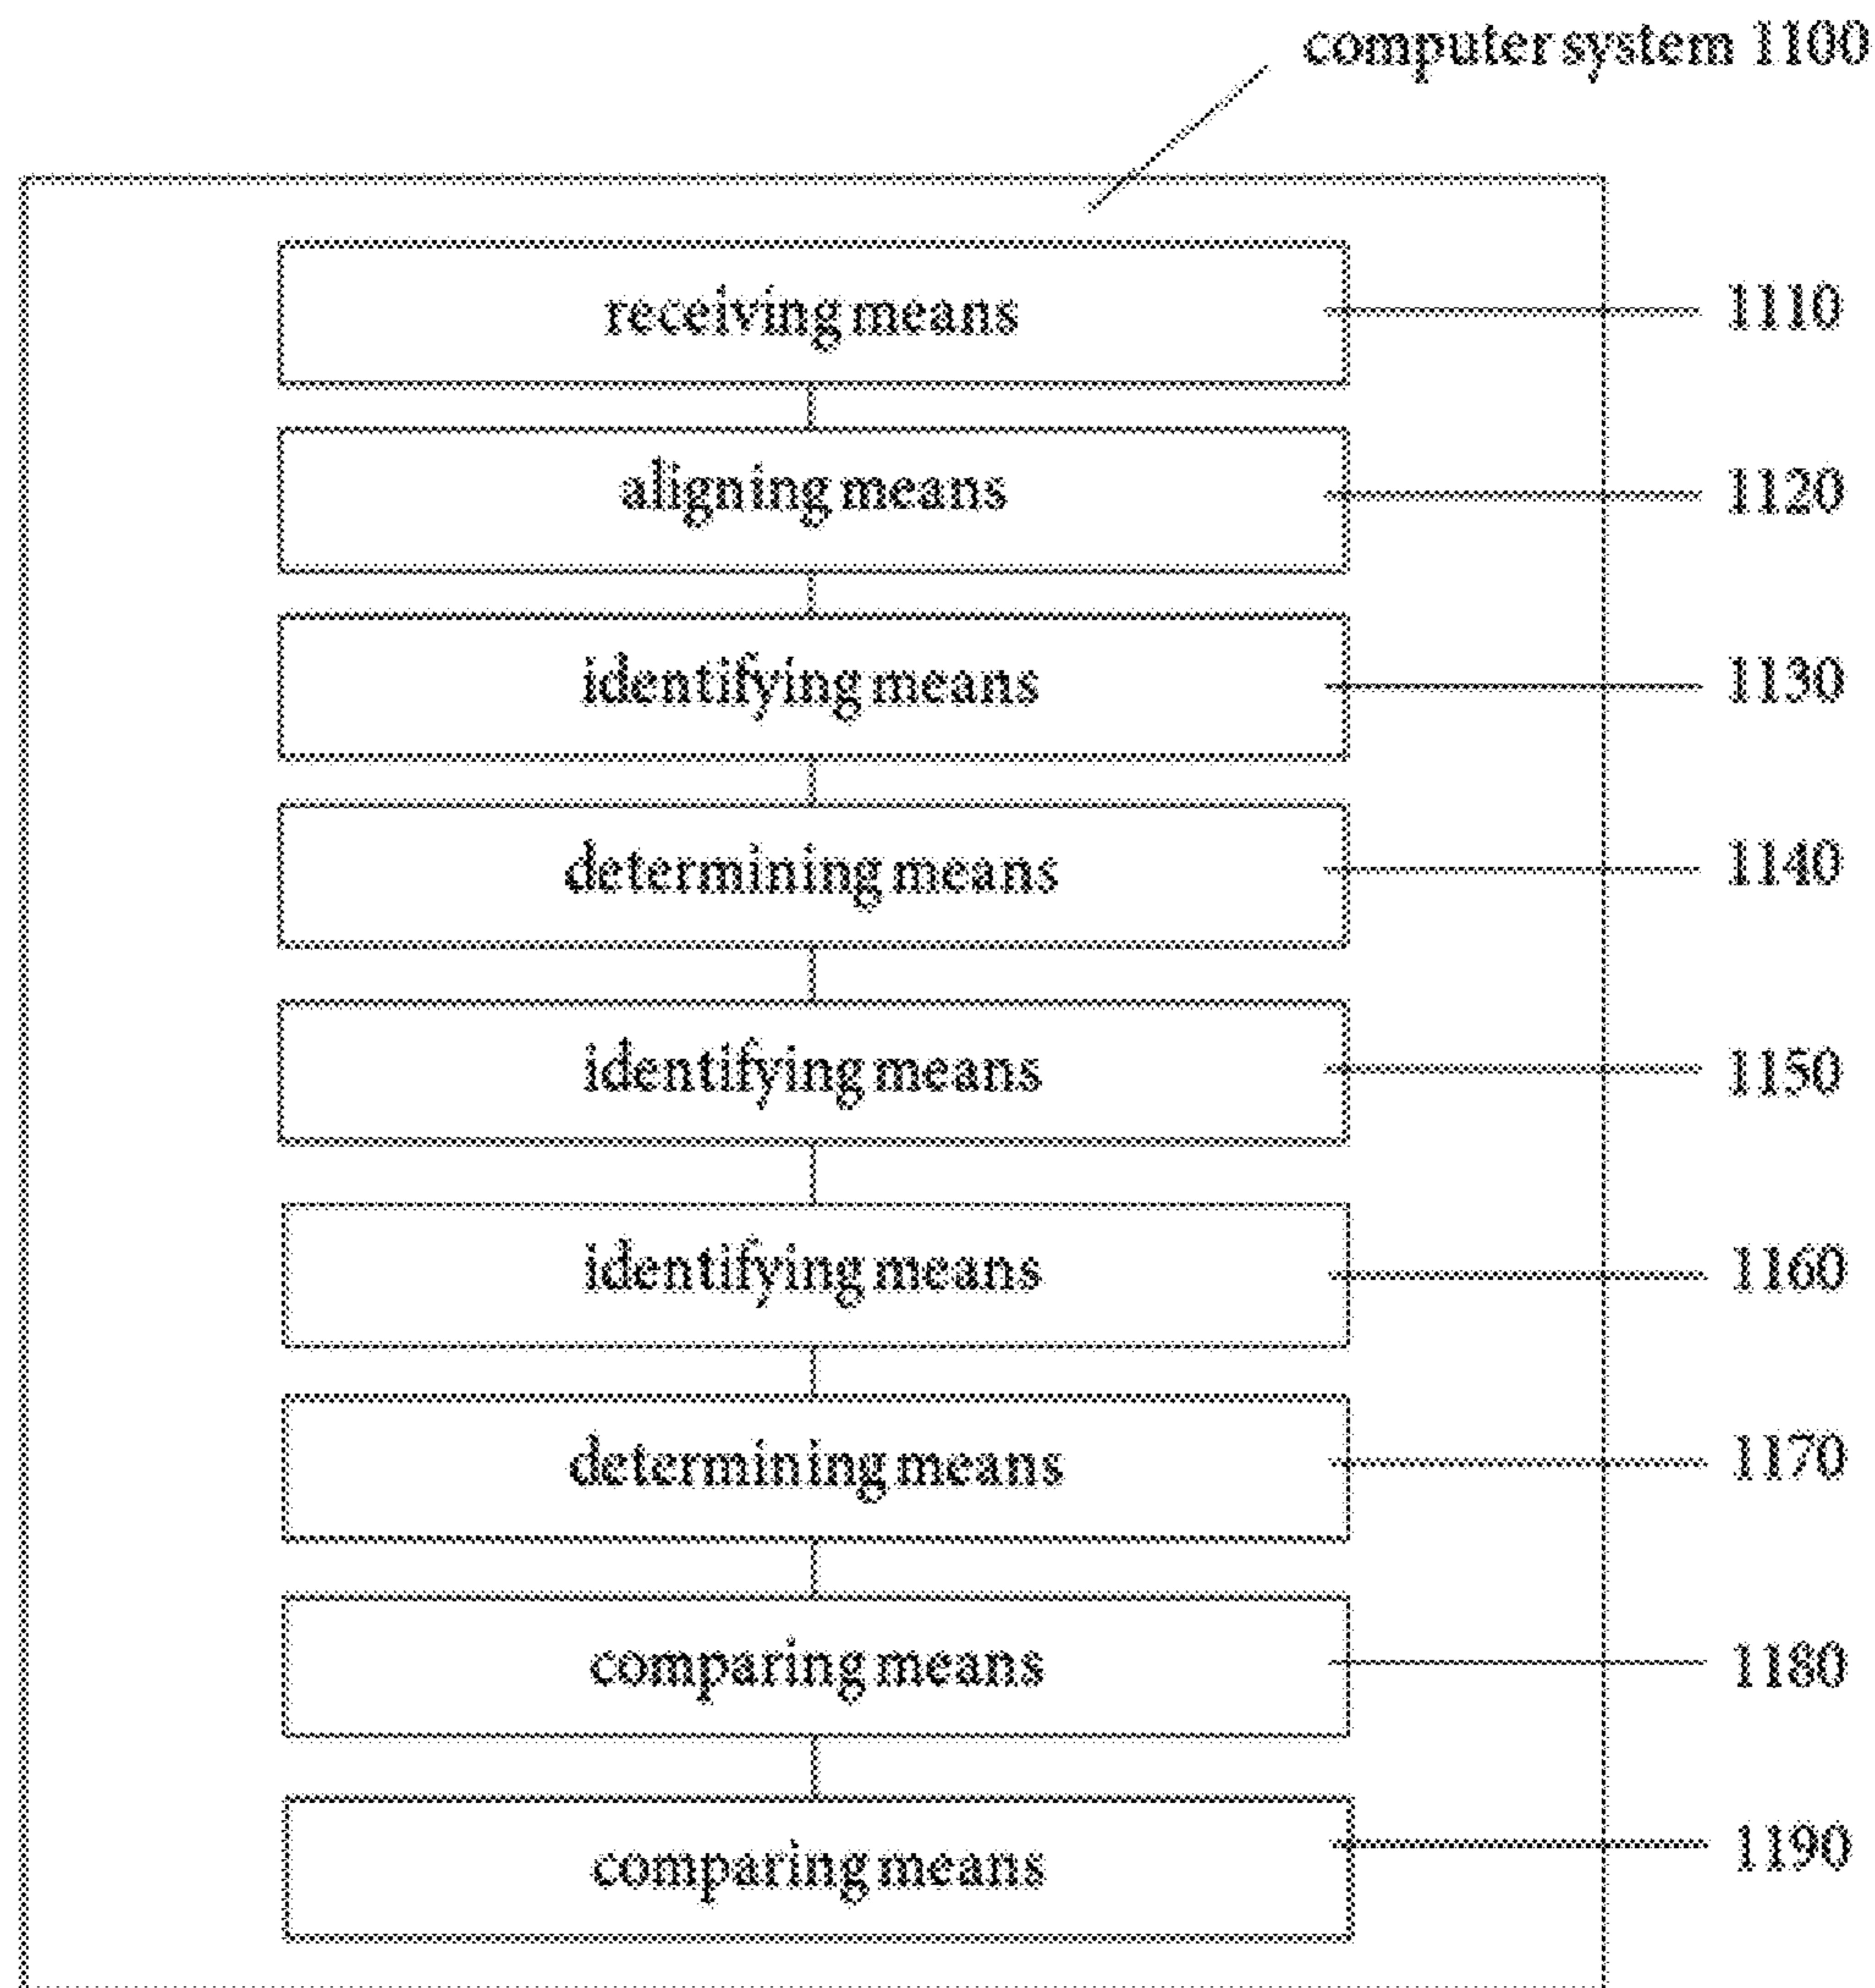 computer system 1100
receiving means 1110
aligning means 1120
identifying means 1130
determining means 1140
identifying means 1150
identifying means 1160
determining means 1170
comparing means 1180
comparing means 1190